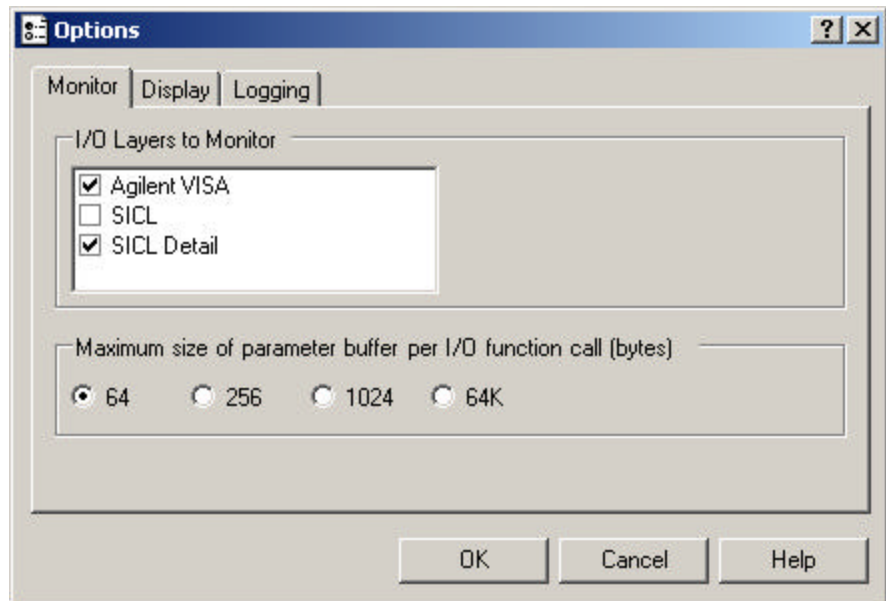 Options
Monitor Display Logging
I/O Layers to Monitor
Agilent VISA
SICL
SICL Detail
Maximum size of parameter buffer per I/O function call (bytes)
64 256 1024 64K
OK Cancel Help